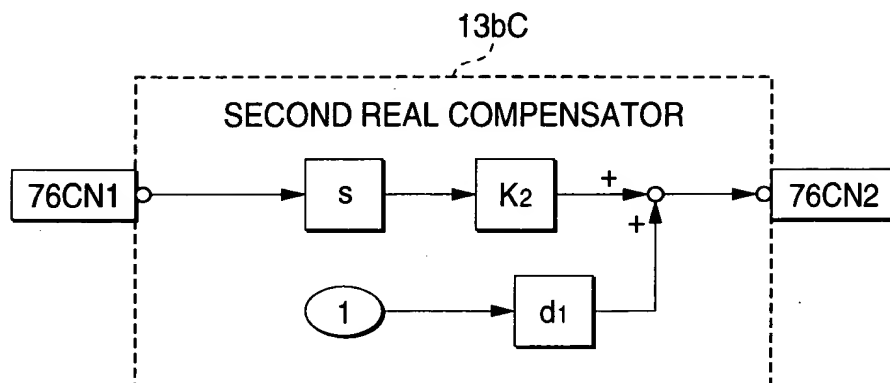 13bC
SECOND REAL COMPENSATOR
76CN1
s
K2
+
76CN2
+
1
d1